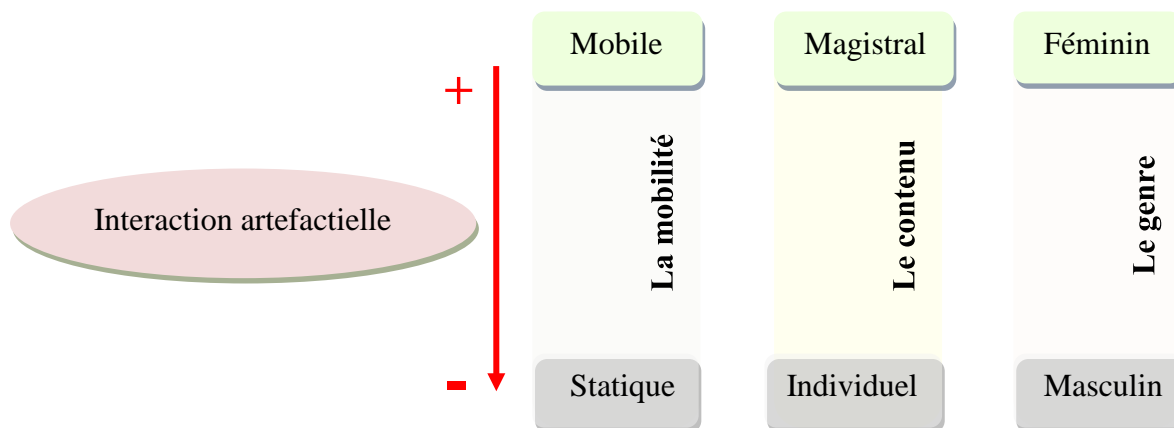 Mobile Magistral Féminin
+
La mobilité
Le contenu
Le genre
Interaction artefactielle
-
Statique Individuel Masculin